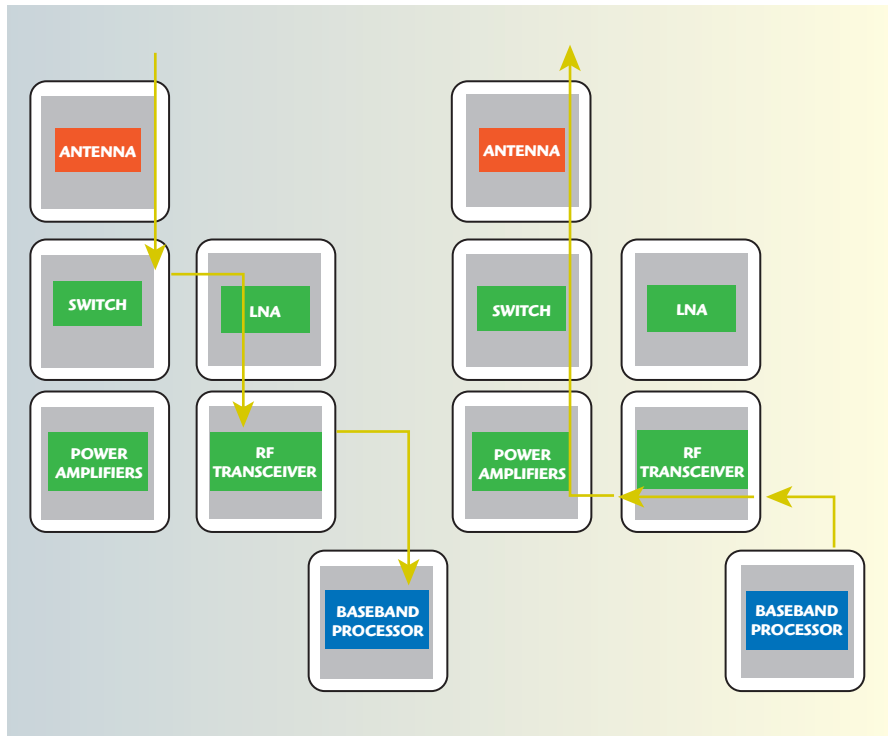 ANTENNA
SWITCH
LNA
POWER
AMPLIFIERS
RF
TRANSCEIVER
BASEBAND
PROCESSOR
ANTENNA
SWITCH
LNA
POWER
AMPLIFIERS
RF
TRANSCEIVER
BASEBAND
PROCESSOR